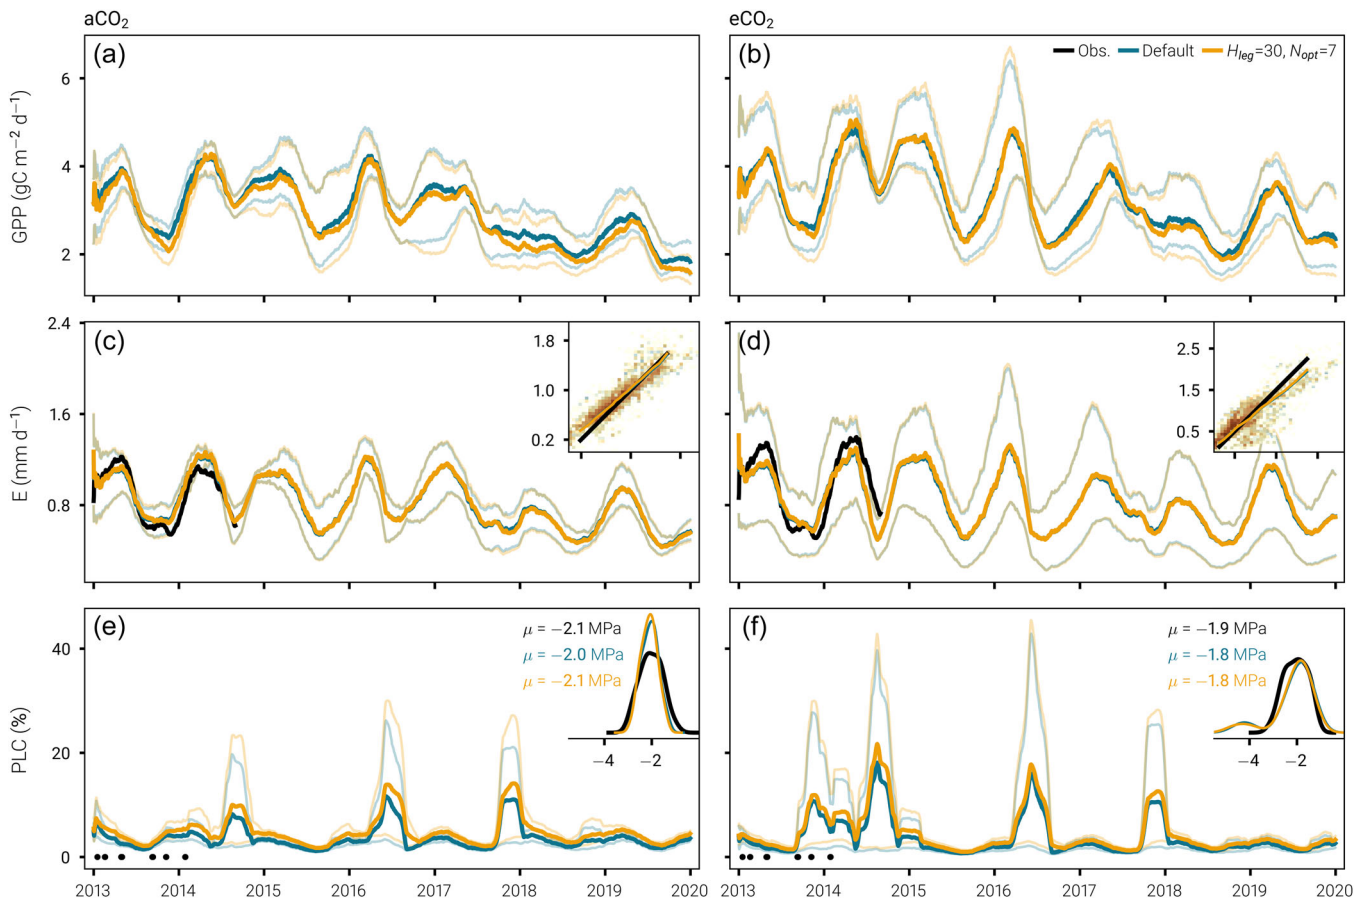 aCO₂ eCO₂
(a) (b) Obs. Default H_leg=30, N_opt=7
GPP (gC m⁻² d⁻¹)
6
4
2
2013 2014 2015 2016 2017 2018 2019 2020
(c) (d)
E (mm d⁻¹)
2.4
1.6
0.8
1.8
1.0
0.2
2.5
1.5
0.5
(e) (f)
PLC (%)
40
20
0
μ = −2.1 MPa
μ = −2.0 MPa
μ = −2.1 MPa
−4 −2
μ = −1.9 MPa
μ = −1.8 MPa
μ = −1.8 MPa
−4 −2
2013 2014 2015 2016 2017 2018 2019 2020